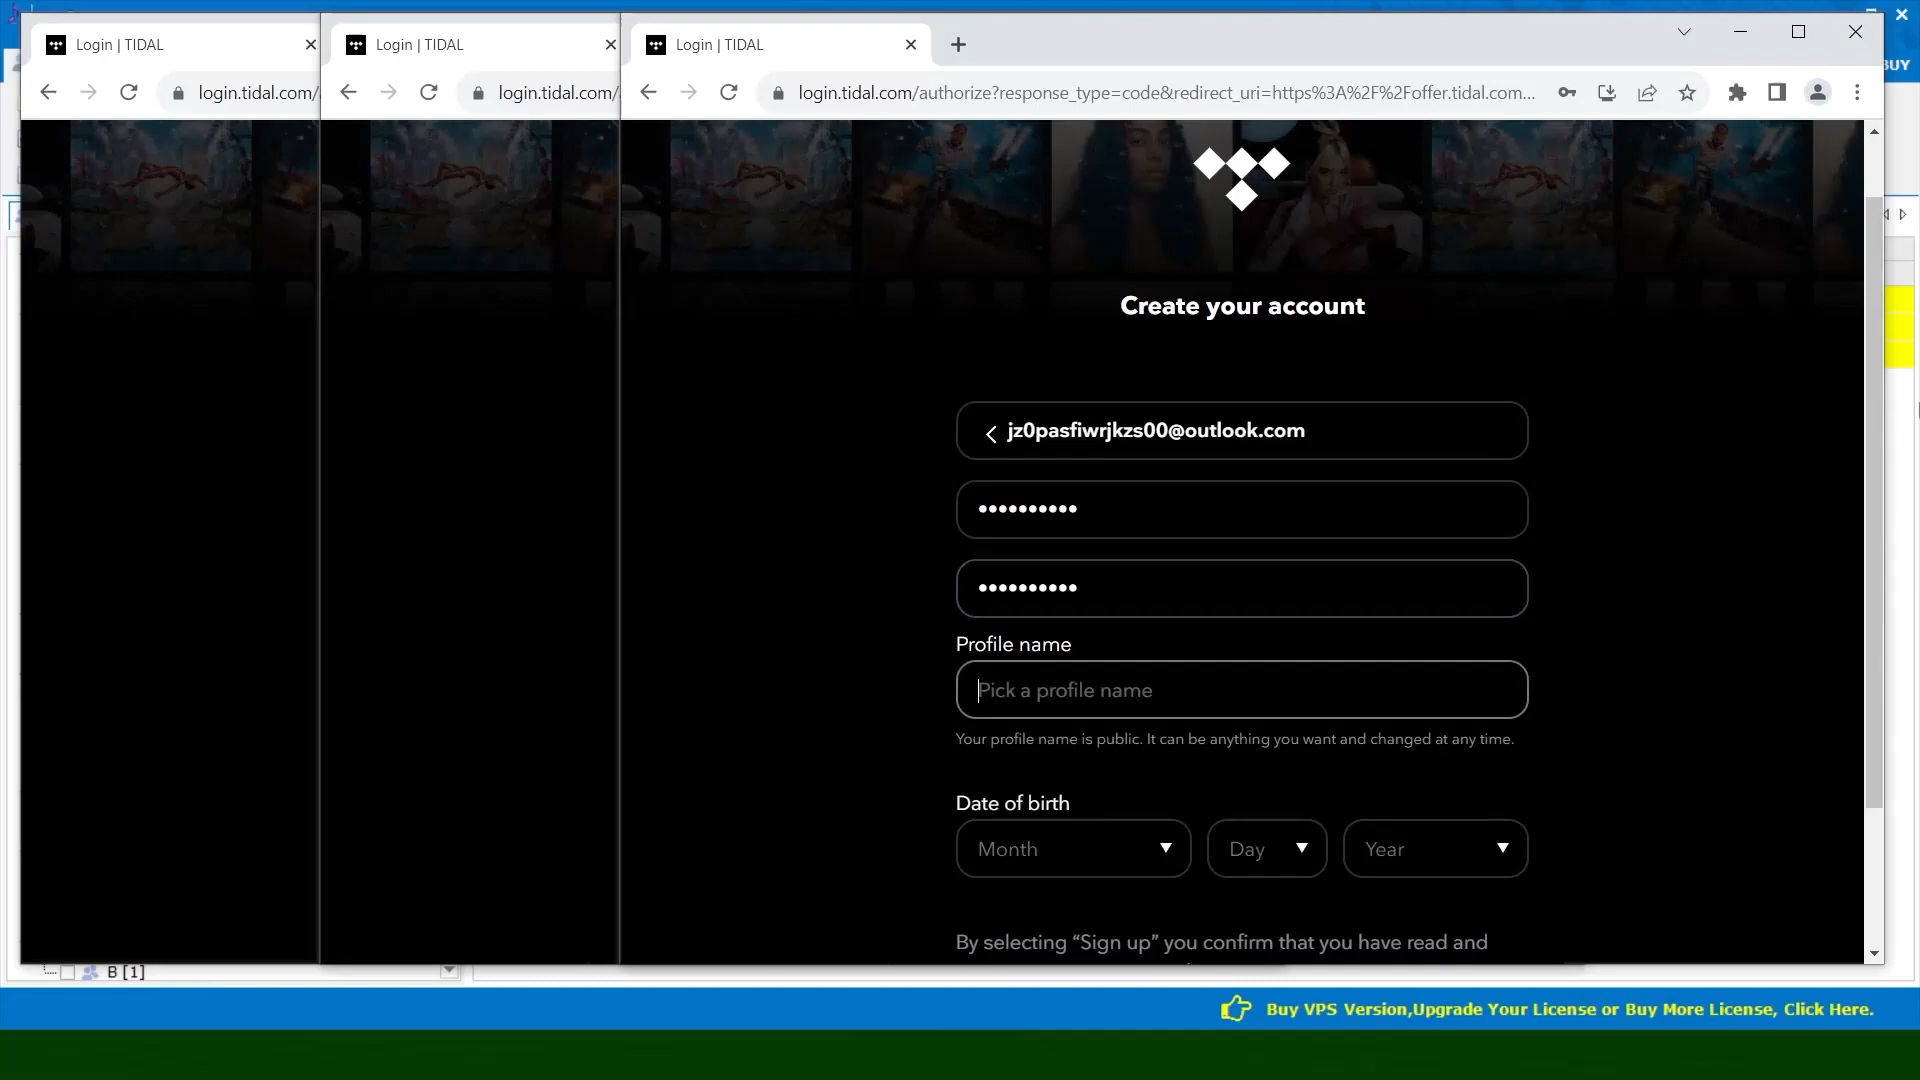 Login | TIDAL
Login | TIDAL
Login | TIDAL
BUY
login.tidal.com/
login.tidal.com/
login.tidal.com/authorize?response_type=code&redirect_uri=https%3A%2F%2Foffer.tidal.com...
Create your account
jz0pasfiwrjkzs00@outlook.com
••••••••••
••••••••••
Profile name
Pick a profile name
Your profile name is public. It can be anything you want and changed at any time.
Date of birth
Month
Day
Year
By selecting “Sign up” you confirm that you have read and
B [1]
Buy VPS Version,Upgrade Your License or Buy More License, Click Here.